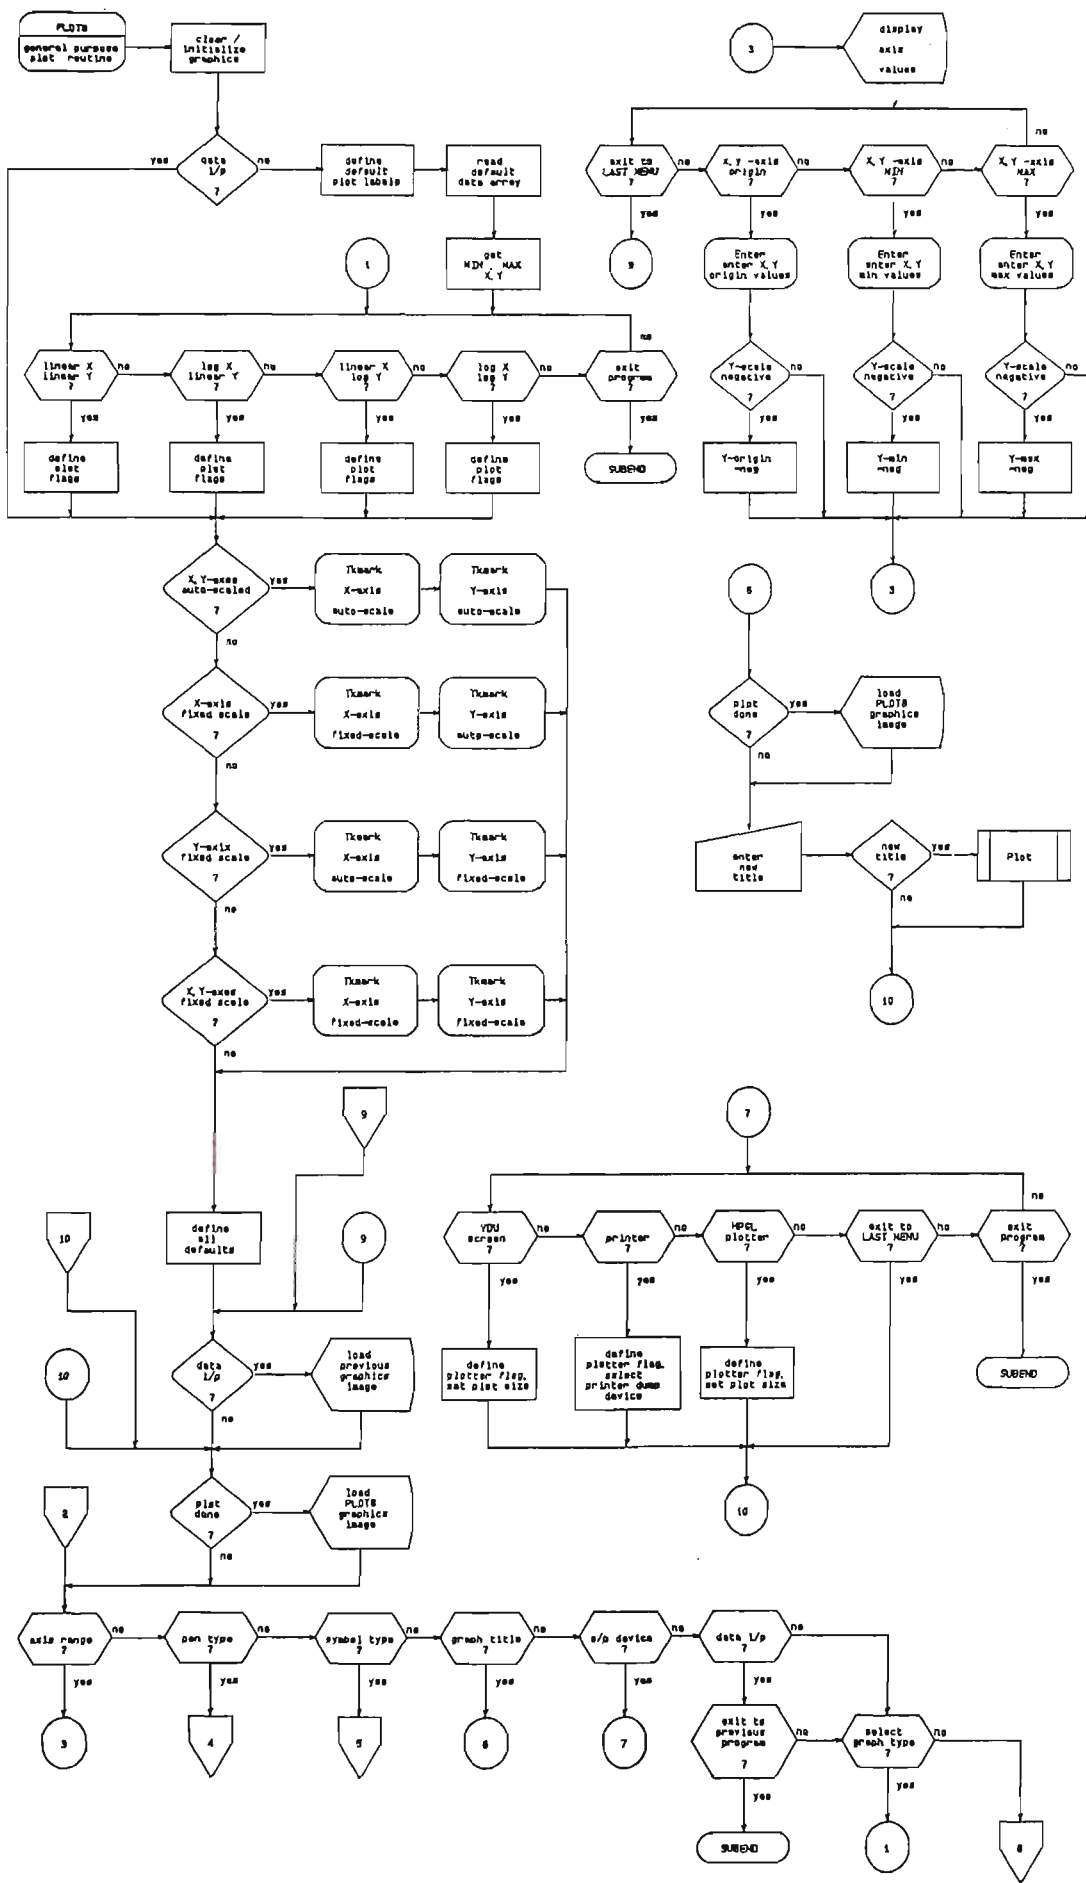 PLOTS
general purpose
plot routine
clear /
initialize
graphics
data
i/p
?
yes
no
define
default
plot labels
read
default
data array
get
MIN, MAX
X,Y
1
linear X
linear Y
?
no
yes
log X
linear Y
?
no
yes
linear X
log Y
?
no
yes
log X
log Y
?
no
yes
exit
program
?
no
yes
SUBEND
define
plot
flags
define
plot
flags
define
plot
flags
define
plot
flags
X,Y-axes
auto-scaled
?
yes
no
Tkmark
X-axis
auto-scale
Tkmark
Y-axis
auto-scale
X-axis
fixed scale
?
yes
no
Tkmark
X-axis
fixed-scale
Tkmark
Y-axis
auto-scale
Y-axix
fixed scale
?
yes
no
Tkmark
X-axis
auto-scale
Tkmark
Y-axis
fixed-scale
X,Y-axes
fixed scale
?
yes
no
Tkmark
X-axis
fixed-scale
Tkmark
Y-axis
fixed-scale
9
10
define
all
defaults
9
10
data
i/p
?
yes
no
load
previous
graphics
image
2
plot
done
?
yes
no
load
PLOTS
graphics
image
axis range
?
no
yes
3
pen type
?
no
yes
4
symbol type
?
no
yes
5
graph title
?
no
yes
6
o/p device
?
no
yes
7
data i/p
?
no
yes
exit to
previous
program
?
no
yes
SUBEND
select
graph type
?
no
yes
1
8
3
display
axis
values
exit to
LAST MENU
?
no
yes
9
X,Y -axis
origin
?
no
yes
X,Y -axis
MIN
?
no
yes
X,Y -axis
MAX
?
no
yes
Enter
enter X,Y
origin values
Enter
enter X,Y
min values
Enter
enter X,Y
max values
Y-scale
negative
?
no
yes
Y-scale
negative
?
no
yes
Y-scale
negative
?
no
yes
Y-origin
=neg
Y-min
=neg
Y-max
=neg
3
6
plot
done
?
yes
no
load
PLOTS
graphics
image
enter
new
title
new
title
?
yes
no
Plot
10
7
VDU
screen
?
no
yes
printer
?
no
yes
HPGL
plotter
?
no
yes
exit to
LAST MENU
?
no
yes
exit
program
?
no
yes
SUBEND
define
plotter flag,
set plot size
define
plotter flag,
select
printer dump
device
define
plotter flag,
set plot size
10